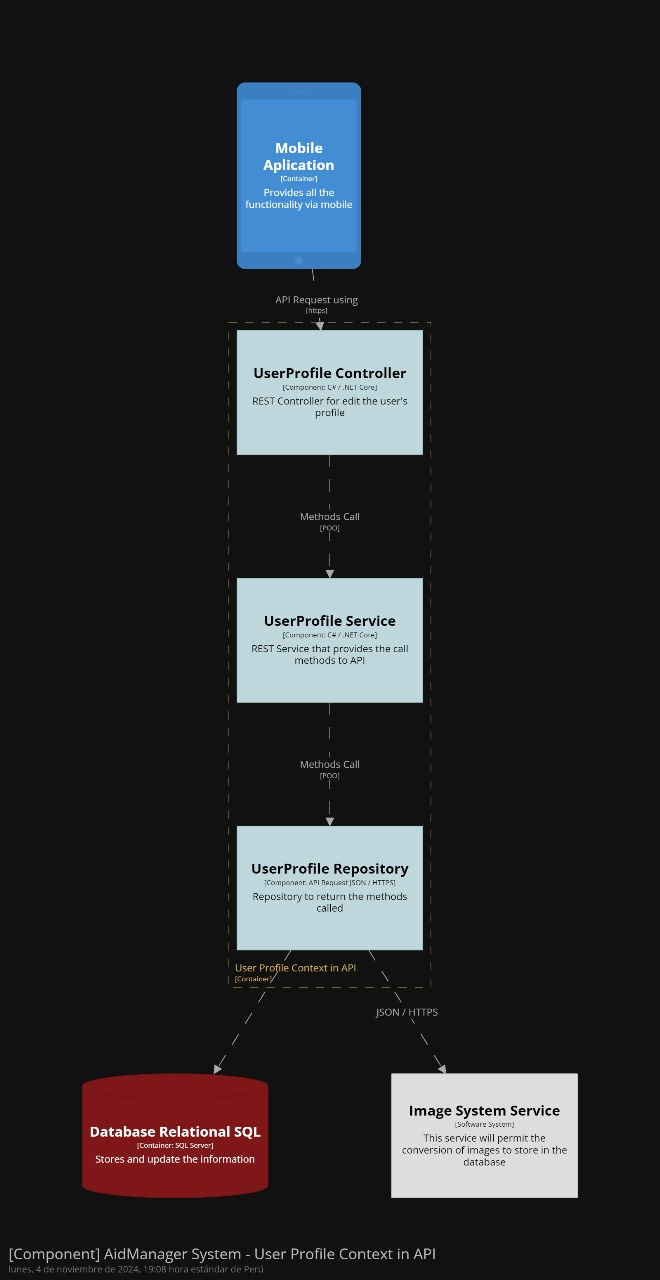 Mobile
Aplication
[Container]
Provides all the
functionality via mobile
API Request using
[https]
UserProfile Controller
[Component: C# / .NET Core]
REST Controller for edit the user's
profile
Methods Call
[POO]
UserProfile Service
[Component: C# / .NET Core]
REST Service that provides the call
methods to API
Methods Call
[POO]
UserProfile Repository
[Component: API Request JSON / HTTPS]
Repository to return the methods
called
User Profile Context in API
[Container]
JSON / HTTPS
Database Relational SQL
[Container: SQL Server]
Stores and update the information
Image System Service
[Software System]
This service will permit the
conversion of images to store in the
database
[Component] AidManager System - User Profile Context in API
lunes, 4 de noviembre de 2024, 19:08 hora estándar de Perú